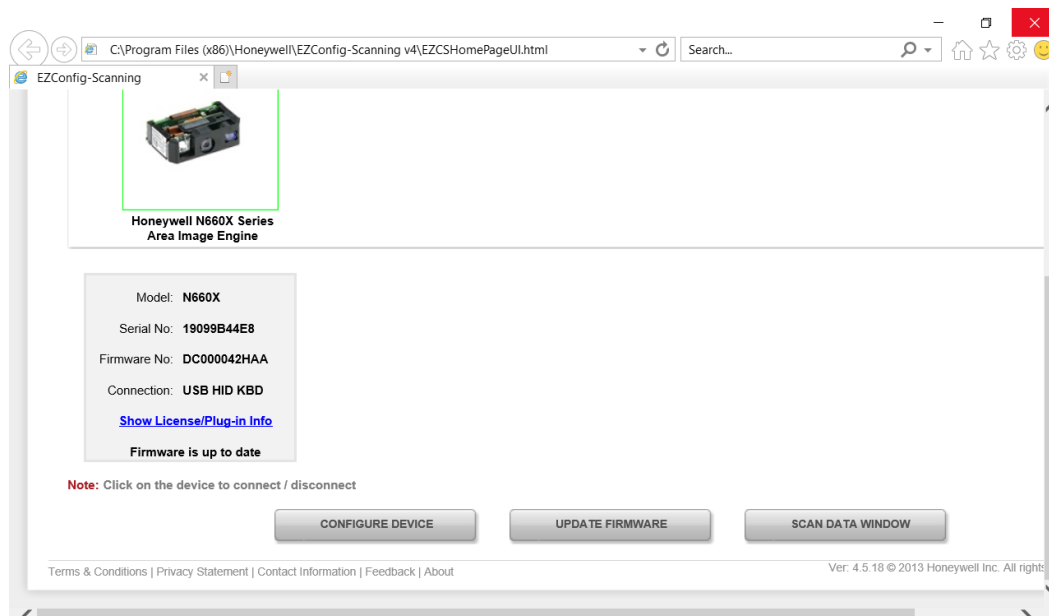 C:\Program Files (x86)\Honeywell\EZConfig-Scanning v4\EZCSHomePageUI.html
Search...
EZConfig-Scanning
Honeywell N660X Series
Area Image Engine
Model: N660X
Serial No: 19099B44E8
Firmware No: DC000042HAA
Connection: USB HID KBD
Show License/Plug-in Info
Firmware is up to date
Note: Click on the device to connect / disconnect
CONFIGURE DEVICE
UPDATE FIRMWARE
SCAN DATA WINDOW
Terms & Conditions | Privacy Statement | Contact Information | Feedback | About
Ver: 4.5.18 © 2013 Honeywell Inc. All rights